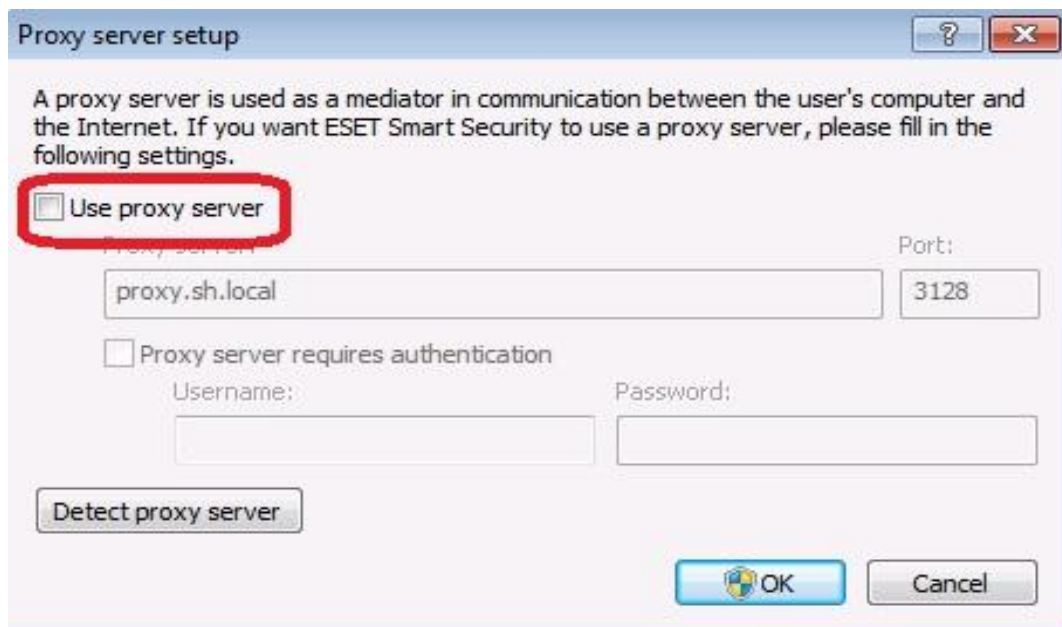 Proxy server setup
A proxy server is used as a mediator in communication between the user's computer and
the Internet. If you want ESET Smart Security to use a proxy server, please fill in the
following settings.
Use proxy server
Proxy server: Port:
proxy.sh.local 3128
Proxy server requires authentication
Username: Password:
Detect proxy server
OK Cancel